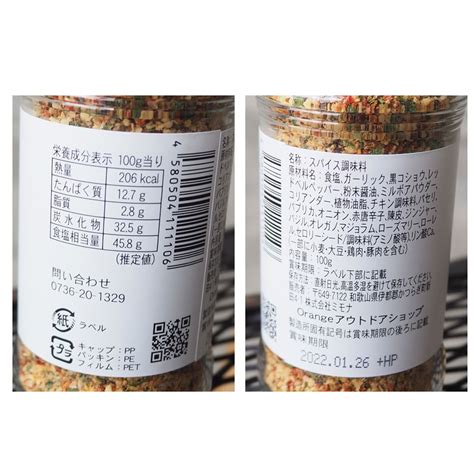 栄養成分表示 100g当り
熱量 206 kcal
たんぱく質 12.7 g
脂質 2.8 g
炭水化物 32.5 g
食塩相当量 45.8 g
(推定値)
問い合わせ
0736-20-1329
紙 ラベル
プラ
キャップ:PP
パッキン:PE
フィルム:PET
4 580504 111106
名称:スパイス調味料
原材料名:食塩、ガーリック、黒コショウ、レッ
ドベルペッパー、粉末醤油、ミルポアパウダー、
コリアンダー、植物油脂、チキン調味料、パセリ、
パプリカ、オニオン、赤唐辛子、陳皮、ジンジャー、
バジル、オレガノ、マジョラム、ローズマリー、ローレ
ル、セロリーシード/調味料(アミノ酸等)、リン酸Ca、
(一部に小麦・大豆・鶏肉・豚肉を含む)
内容量:100g
賞味期限:ラベル下部に記載
保存方法:直射日光、高温多湿を避けて保存してください。
販売者:〒649-7122 和歌山県伊都郡かつらぎ町新
株式会社ミモナ
Orangeアウトドアショップ
製造所固有記号は賞味期限の後ろに記載
賞味期限
2022.01.26 +HP